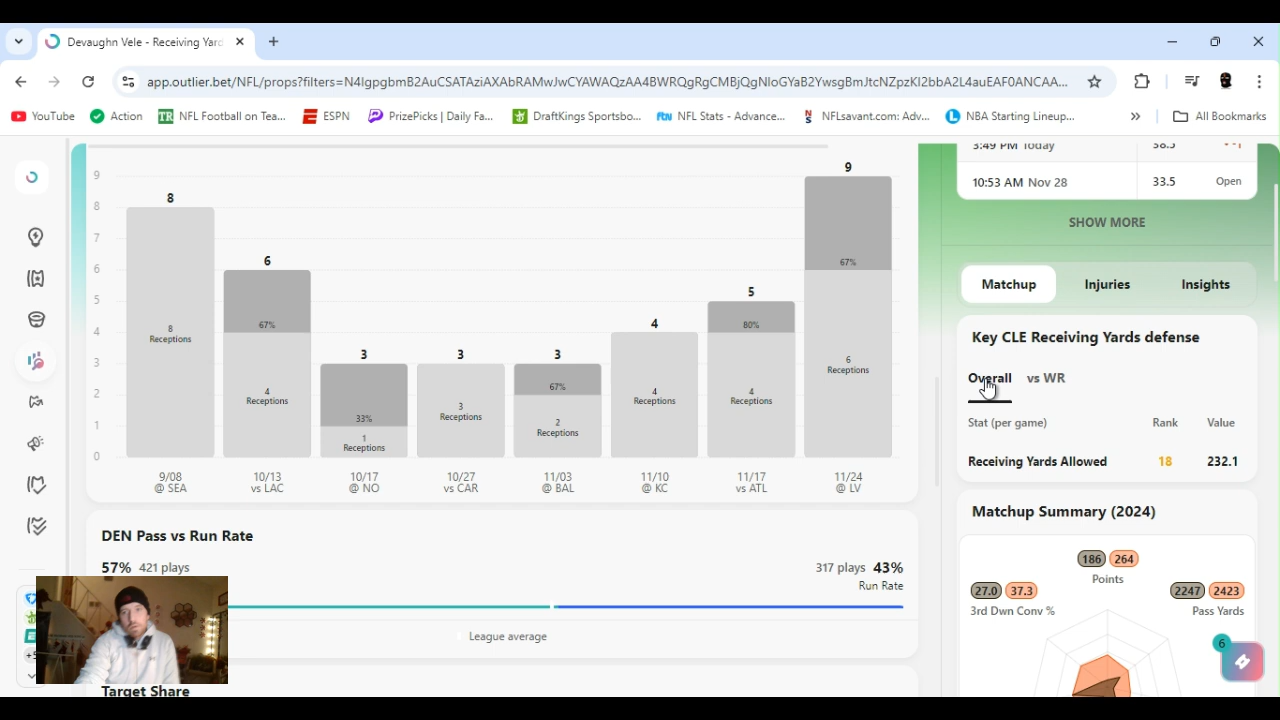 Devaughn Vele - Receiving Yard
app.outlier.bet/NFL/props?filters=N4IgpgbmB2AuCSATAziAXAbRAMwJwCYAWAQzAA4BWRQgRgCMBjQgNIoGYaB2YwsgBmJtcNZpzKI2bbA2L4auEAF0ANCAA...
YouTube Action NFL Football on Tea... ESPN PrizePicks | Daily Fa... DraftKings Sportsbo... NFL Stats - Advance... NFLsavant.com: Adv... NBA Starting Lineup... » All Bookmarks
10:53 AM Nov 28 33.5 Open
SHOW MORE
Matchup Injuries Insights
Key CLE Receiving Yards defense
Overall vs WR
Stat (per game) Rank Value
Receiving Yards Allowed 18 232.1
Matchup Summary (2024)
186 264
Points
27.0 37.3
3rd Dwn Conv %
2247 2423
Pass Yards
6
9
8
7
6
5
4
3
2
1
0
8
8
Receptions
6
67%
4
Receptions
3
33%
1
Receptions
3
3
Receptions
3
67%
2
Receptions
4
4
Receptions
5
80%
4
Receptions
9
67%
6
Receptions
9/08 10/13 10/17 10/27 11/03 11/10 11/17 11/24
@ SEA vs LAC @ NO vs CAR @ BAL @ KC vs ATL @ LV
DEN Pass vs Run Rate
57% 421 plays 317 plays 43%
Run Rate
League average
Target Share